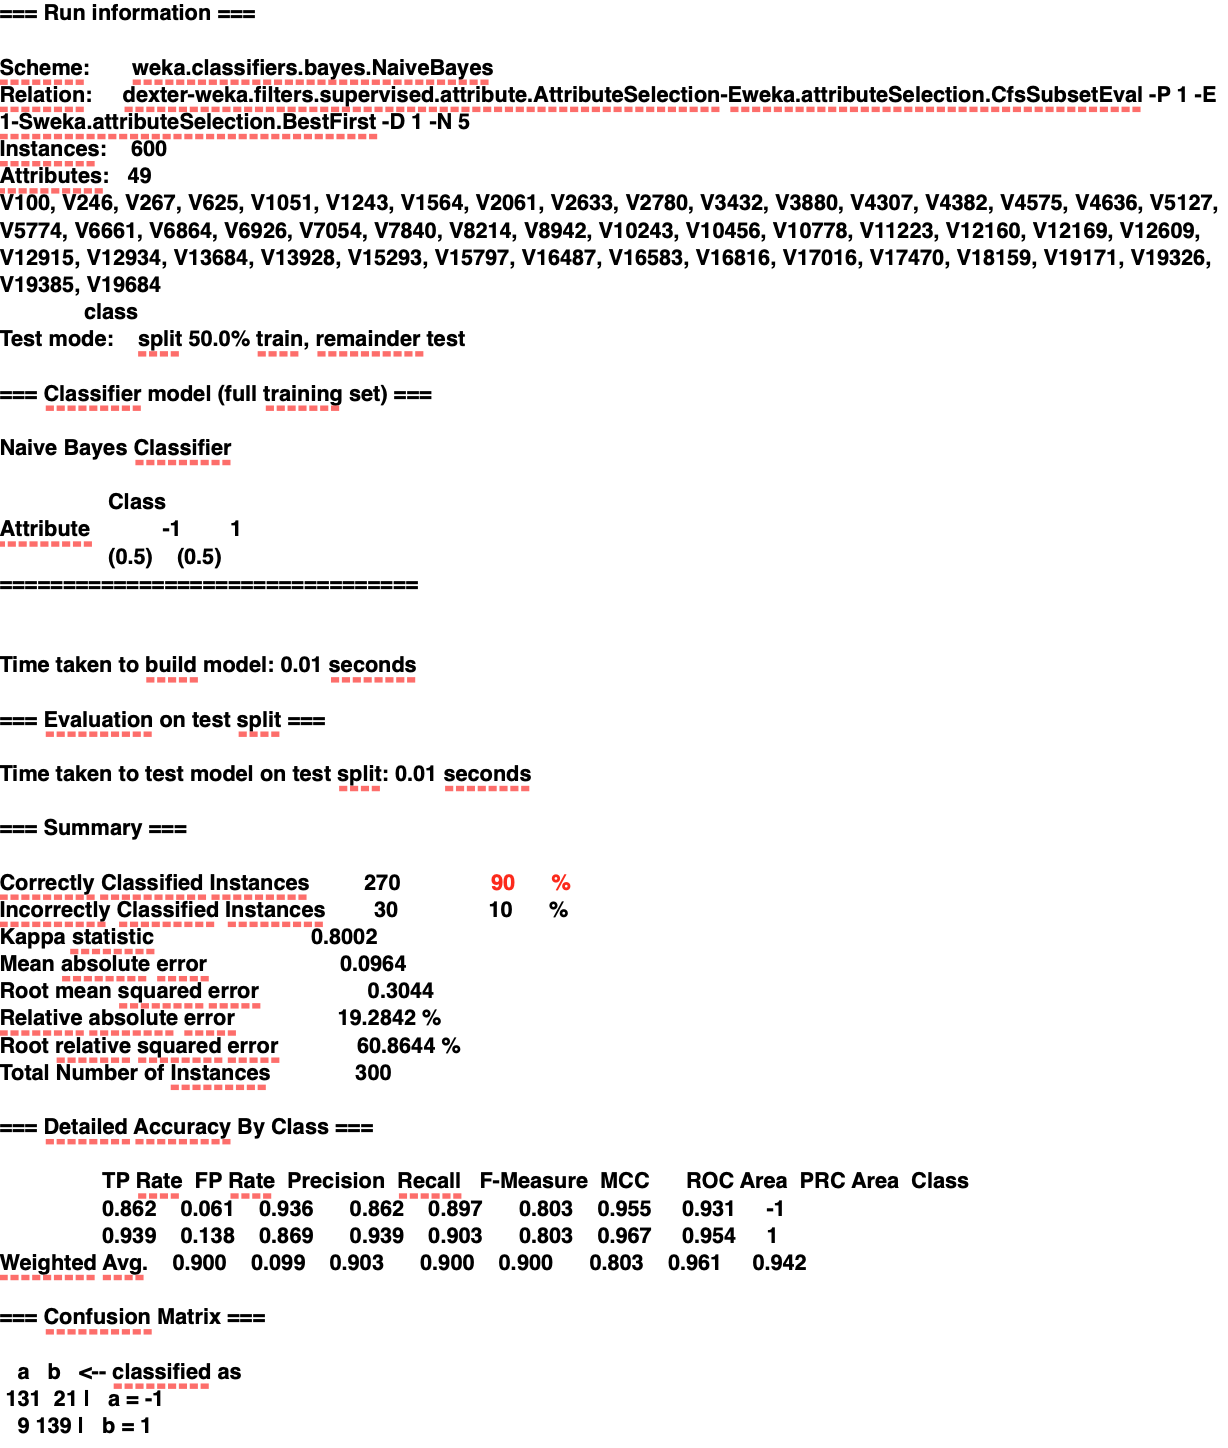 === Run information ===
Scheme: weka.classifiers.bayes.NaiveBayes
Relation: dexter-weka.filters.supervised.attribute.AttributeSelection-Eweka.attributeSelection.CfsSubsetEval -P 1 -E
1-Sweka.attributeSelection.BestFirst -D 1 -N 5
Instances: 600
Attributes: 49
V100, V246, V267, V625, V1051, V1243, V1564, V2061, V2633, V2780, V3432, V3880, V4307, V4382, V4575, V4636, V5127,
V5774, V6661, V6864, V6926, V7054, V7840, V8214, V8942, V10243, V10456, V10778, V11223, V12160, V12169, V12609,
V12915, V12934, V13684, V13928, V15293, V15797, V16487, V16583, V16816, V17016, V17470, V18159, V19171, V19326,
V19385, V19684
class
Test mode: split 50.0% train, remainder test
=== Classifier model (full training set) ===
Naive Bayes Classifier
Class
Attribute -1 1
(0.5) (0.5)
=================================
Time taken to build model: 0.01 seconds
=== Evaluation on test split ===
Time taken to test model on test split: 0.01 seconds
=== Summary ===
Correctly Classified Instances 270 90 %
Incorrectly Classified Instances 30 10 %
Kappa statistic 0.8002
Mean absolute error 0.0964
Root mean squared error 0.3044
Relative absolute error 19.2842 %
Root relative squared error 60.8644 %
Total Number of Instances 300
=== Detailed Accuracy By Class ===
TP Rate FP Rate Precision Recall F-Measure MCC ROC Area PRC Area Class
0.862 0.061 0.936 0.862 0.897 0.803 0.955 0.931 -1
0.939 0.138 0.869 0.939 0.903 0.803 0.967 0.954 1
Weighted Avg. 0.900 0.099 0.903 0.900 0.900 0.803 0.961 0.942
=== Confusion Matrix ===
a b <-- classified as
131 21 | a = -1
9 139 | b = 1